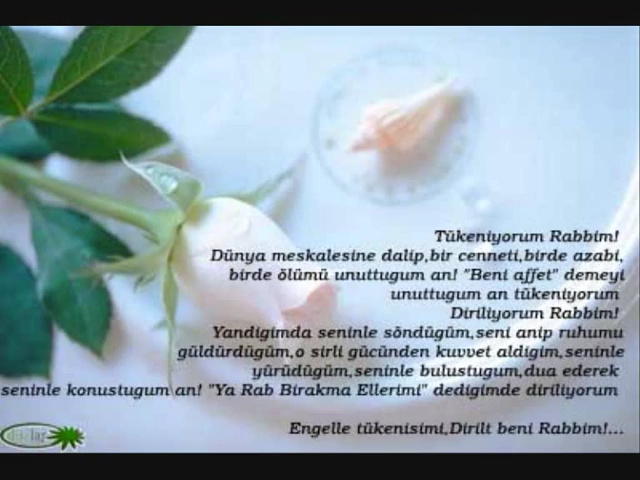 Tükeniyorum Rabbim!
Dünya meskalesine dalip,bir cenneti,birde azabi,
birde ölümü unuttugum an! "Beni affet" demeyi
unuttugum an tükeniyorum
Diriliyorum Rabbim!
Yandigimda seninle söndügüm,seni anip ruhumu
güldürdügüm,o sirli gücünden kuvvet aldigim,seninle
yürüdügüm,seninle bulustugum,dua ederek
seninle konustugum an! "Ya Rab Birakma Ellerimi" dedigimde diriliyorum
Engelle tükenisimi,Dirilt beni Rabbim!...